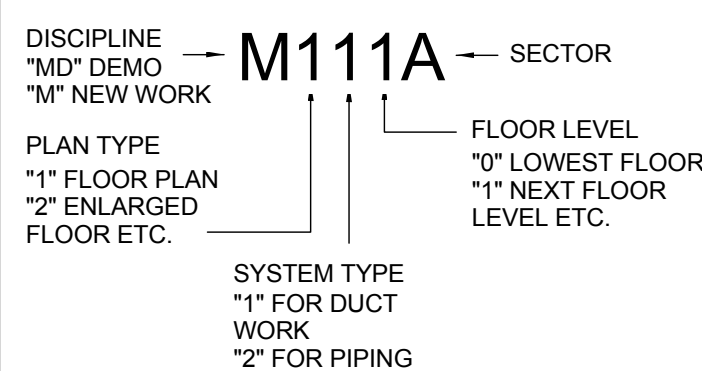 DISCIPLINE
"MD" DEMO
"M" NEW WORK
M111A
SECTOR
PLAN TYPE
"1" FLOOR PLAN
"2" ENLARGED
FLOOR ETC.
FLOOR LEVEL
"0" LOWEST FLOOR
"1" NEXT FLOOR
LEVEL ETC.
SYSTEM TYPE
"1" FOR DUCT
WORK
"2" FOR PIPING